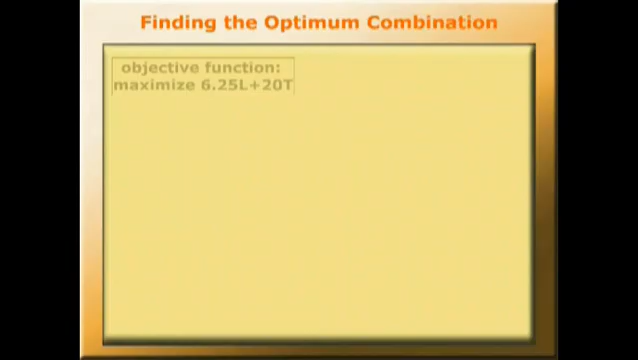 Finding the Optimum Combination
objective function:
maximize 6.25L+20T